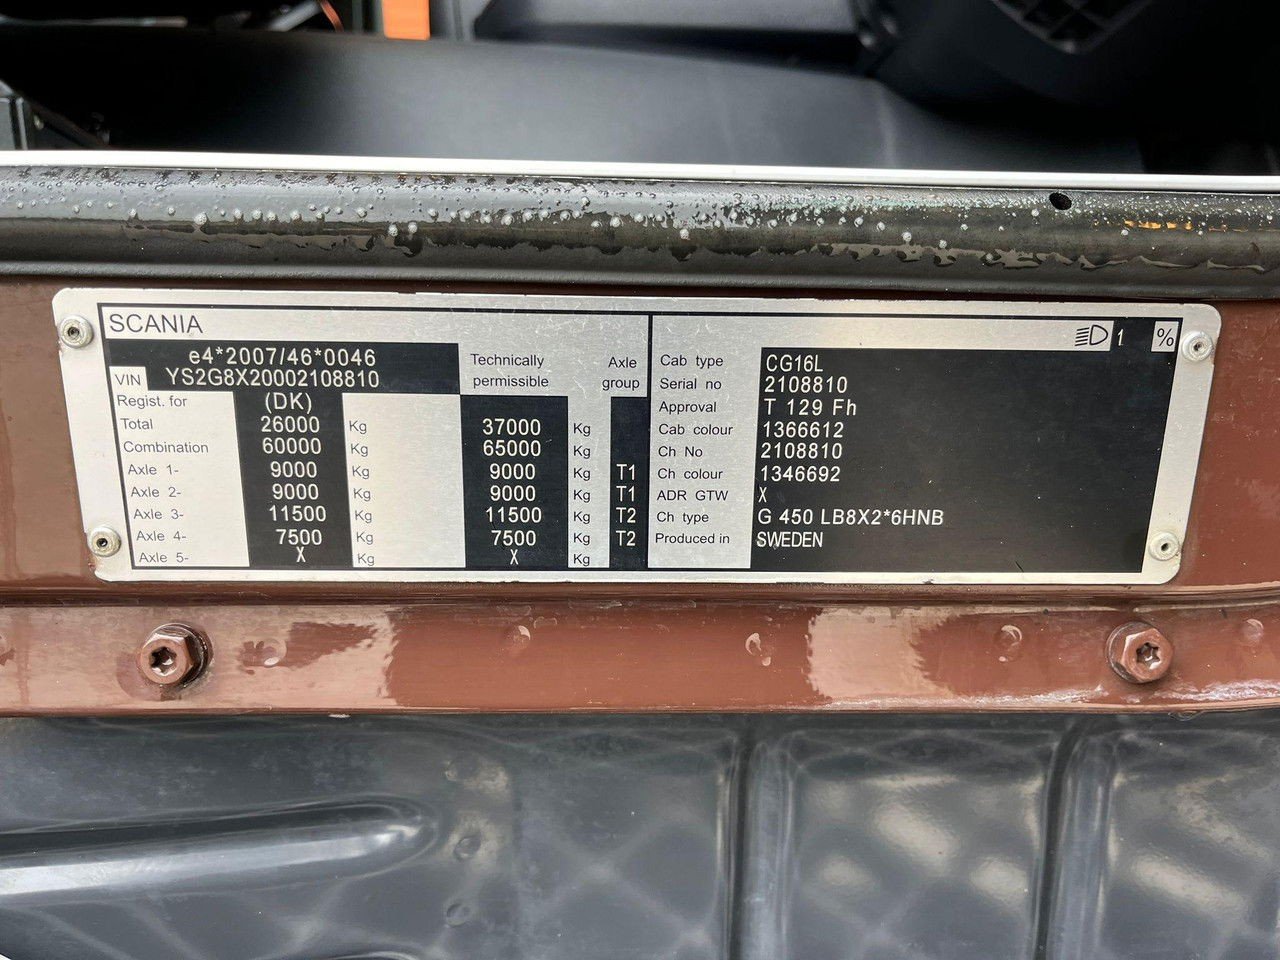 SCANIA
e4*2007/46*0046
VIN YS2G8X20002108810
Technically permissible
Axle group
Regist. for (DK)
Total 26000 Kg 37000 Kg
Combination 60000 Kg 65000 Kg
Axle 1- 9000 Kg 9000 Kg T1
Axle 2- 9000 Kg 9000 Kg T1
Axle 3- 11500 Kg 11500 Kg T2
Axle 4- 7500 Kg 7500 Kg T2
Axle 5- X Kg X Kg
1 %
Cab type CG16L
Serial no 2108810
Approval T 129 Fh
Cab colour 1366612
Ch No 2108810
Ch colour 1346692
ADR GTW X
Ch type G 450 LB8X2*6HNB
Produced in SWEDEN